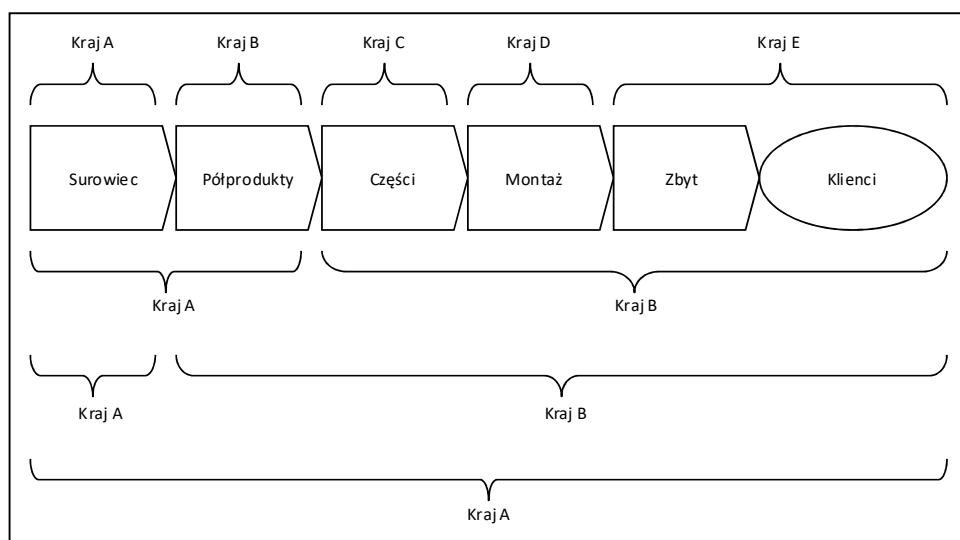 Kraj A Kraj B Kraj C Kraj D Kraj E
Surowiec Półprodukty Części Montaż Zbyt Klienci
Kraj A Kraj B
Kraj A Kraj B
Kraj A